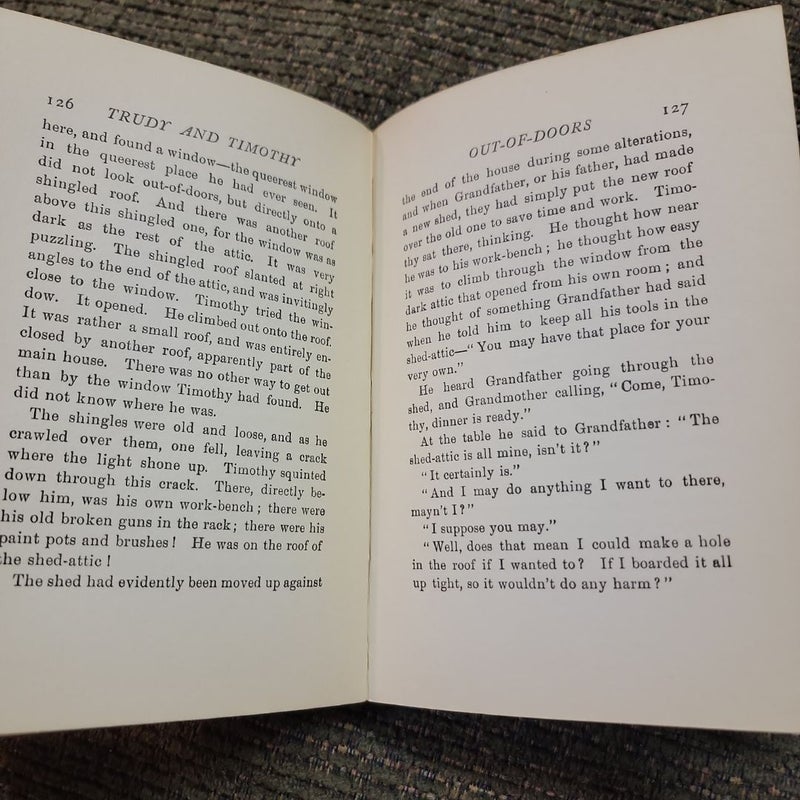 126
TRUDY AND TIMOTHY
here, and found a window—the queerest window
in the queerest place he had ever seen. It
did not look out-of-doors, but directly onto a
shingled roof. And there was another roof
above this shingled one, for the window was as
dark as the rest of the attic. It was very
puzzling. The shingled roof slanted at right
angles to the end of the attic, and was invitingly
close to the window. Timothy tried the win-
dow. It opened. He climbed out onto the roof.
It was rather a small roof, and was entirely en-
closed by another roof, apparently part of the
main house. There was no other way to get out
than by the window Timothy had found. He
did not know where he was.
The shingles were old and loose, and as he
crawled over them, one fell, leaving a crack
where the light shone up. Timothy squinted
down through this crack. There, directly be-
low him, was his own work-bench; there were
his old broken guns in the rack; there were his
paint pots and brushes! He was on the roof of
the shed-attic!
The shed had evidently been moved up against
OUT-OF-DOORS
127
the end of the house during some alterations,
and when Grandfather, or his father, had made
a new shed, they had simply put the new roof
over the old one to save time and work. Timo-
thy sat there, thinking. He thought how near
he was to his work-bench; he thought how easy
it was to climb through the window from the
dark attic that opened from his own room; and
he thought of something Grandfather had said
when he told him to keep all his tools in the
shed-attic—"You may have that place for your
very own."
He heard Grandfather going through the
shed, and Grandmother calling, "Come, Timo-
thy, dinner is ready."
At the table he said to Grandfather: "The
shed-attic is all mine, isn't it?"
"It certainly is."
"And I may do anything I want to there,
mayn't I?"
"I suppose you may."
"Well, does that mean I could make a hole
in the roof if I wanted to? If I boarded it all
up tight, so it wouldn't do any harm?"